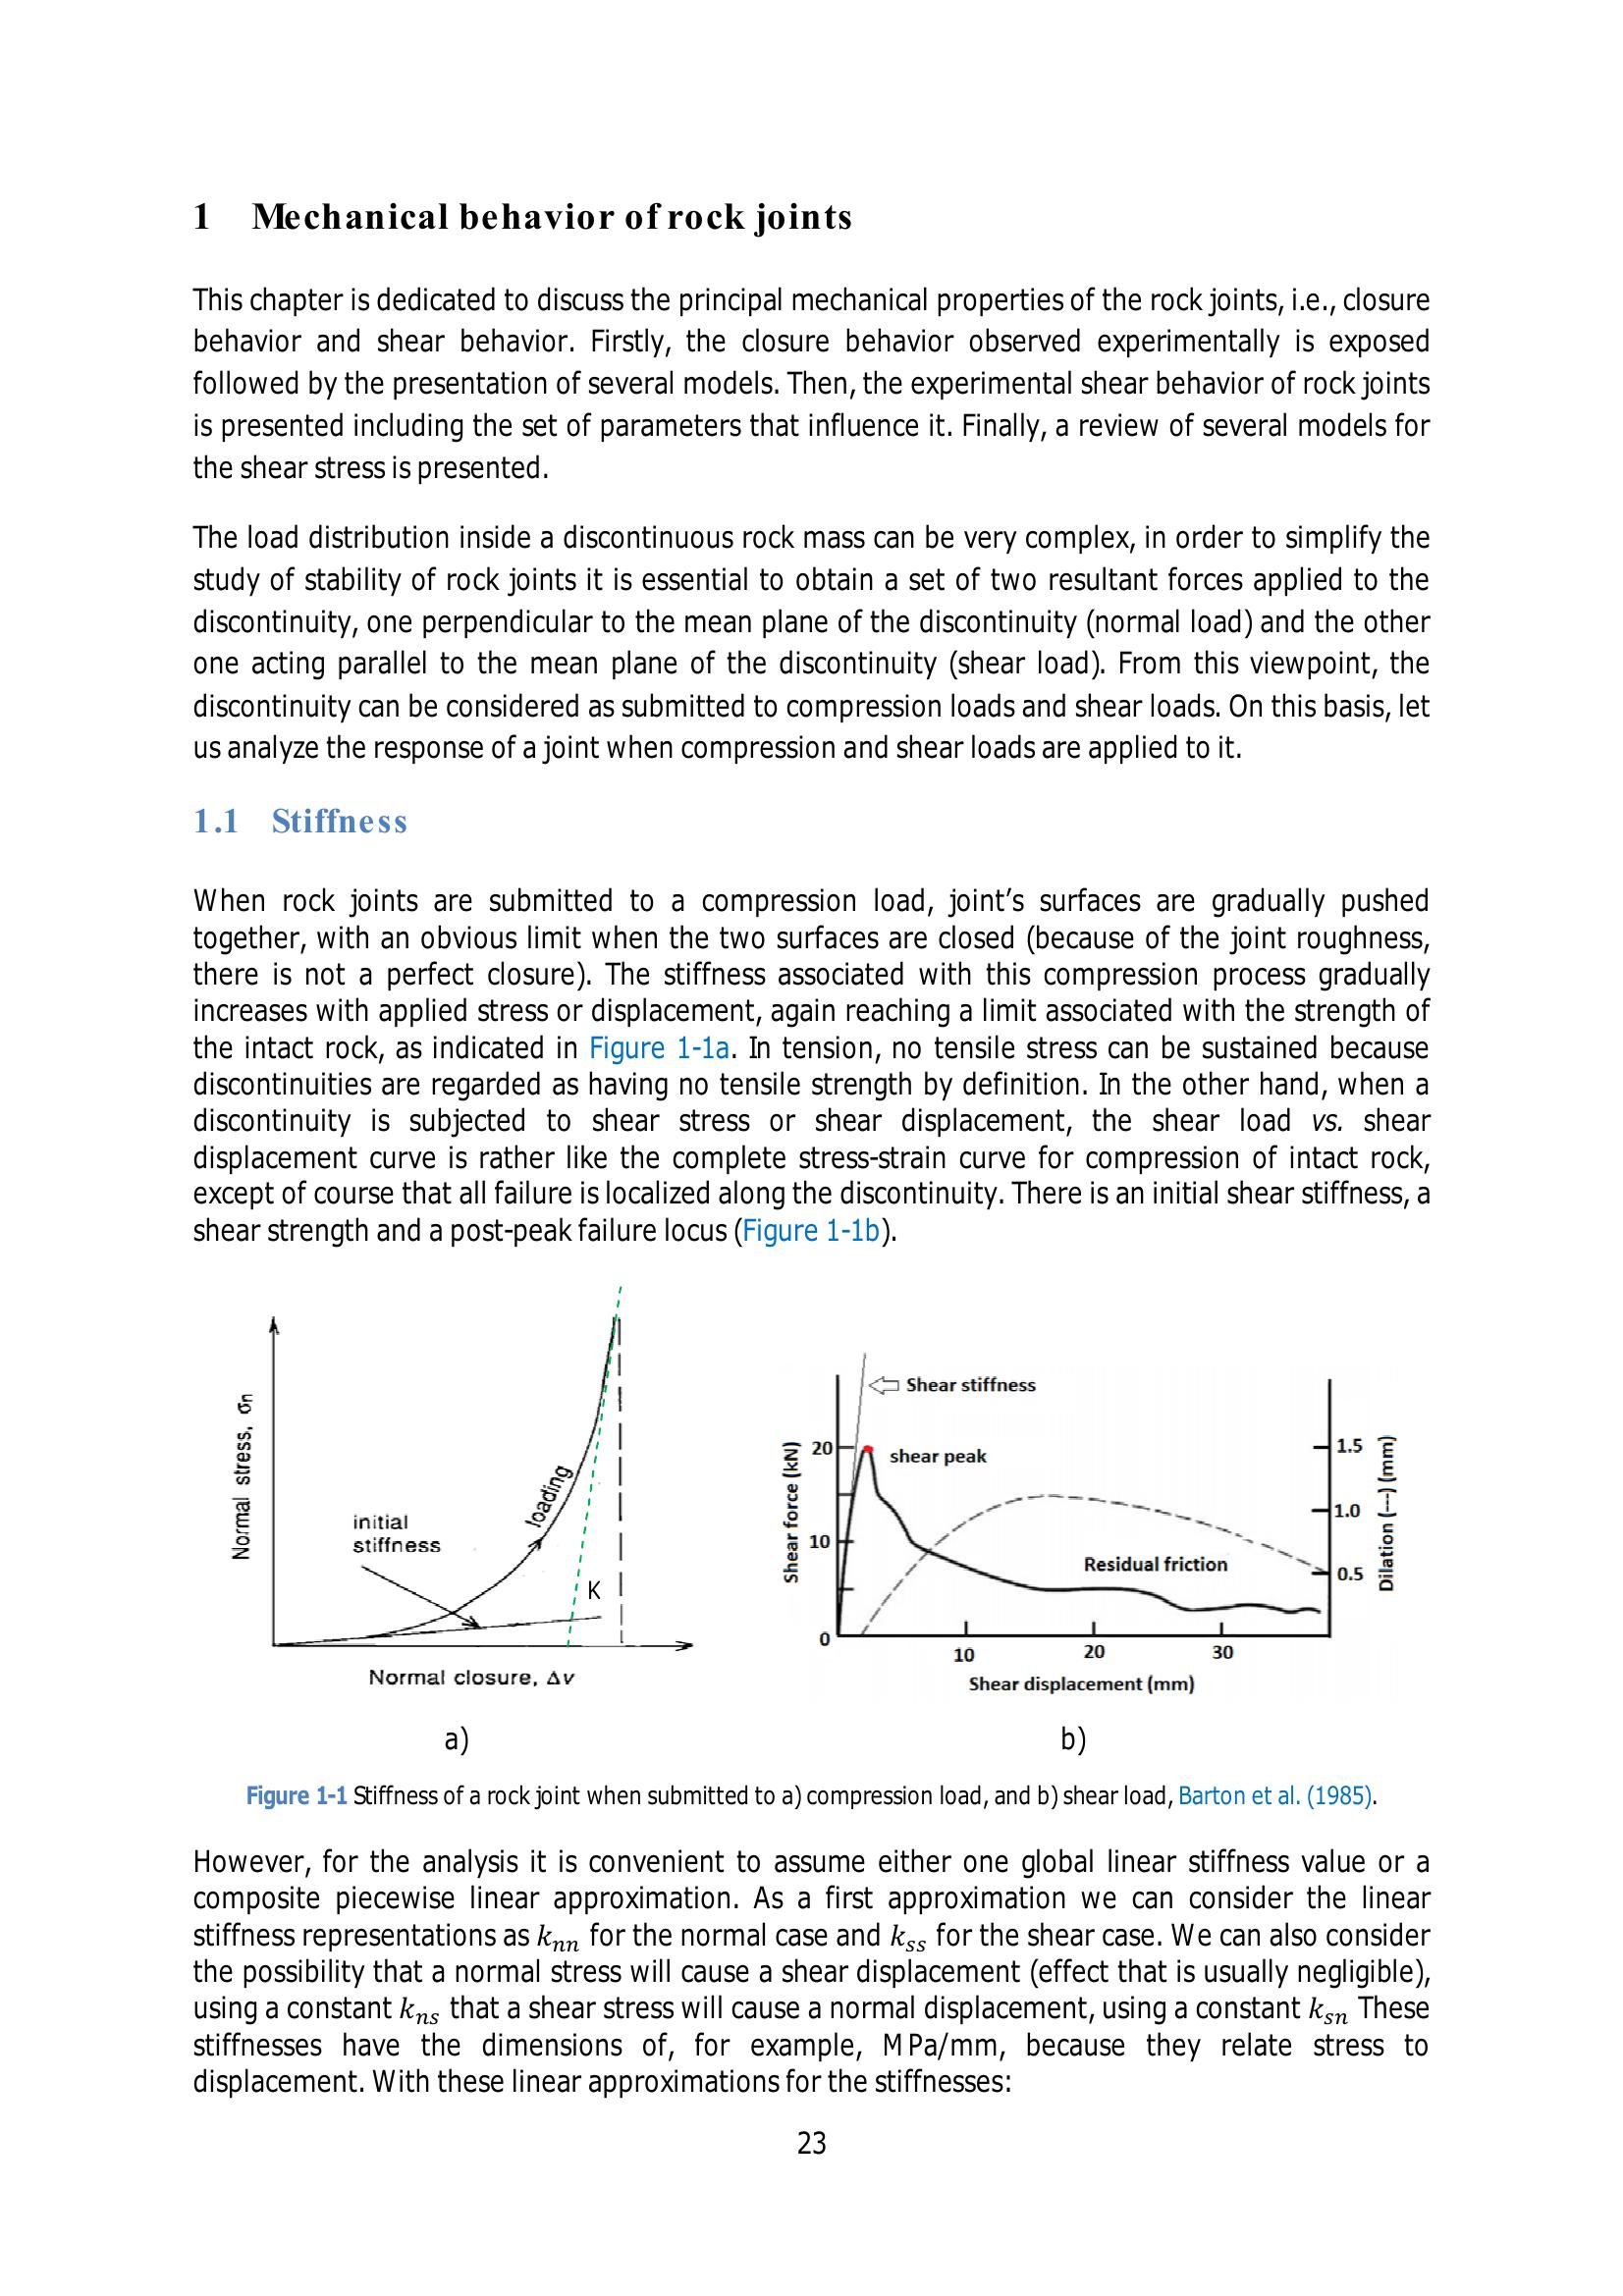 1 Mechanical behavior of rock joints
This chapter is dedicated to discuss the principal mechanical properties of the rock joints, i.e., closure
behavior and shear behavior. Firstly, the closure behavior observed experimentally is exposed
followed by the presentation of several models. Then, the experimental shear behavior of rock joints
is presented including the set of parameters that influence it. Finally, a review of several models for
the shear stress is presented.
The load distribution inside a discontinuous rock mass can be very complex, in order to simplify the
study of stability of rock joints it is essential to obtain a set of two resultant forces applied to the
discontinuity, one perpendicular to the mean plane of the discontinuity (normal load) and the other
one acting parallel to the mean plane of the discontinuity (shear load). From this viewpoint, the
discontinuity can be considered as submitted to compression loads and shear loads. On this basis, let
us analyze the response of a joint when compression and shear loads are applied to it.
1.1 Stiffness
When rock joints are submitted to a compression load, joint’s surfaces are gradually pushed
together, with an obvious limit when the two surfaces are closed (because of the joint roughness,
there is not a perfect closure). The stiffness associated with this compression process gradually
increases with applied stress or displacement, again reaching a limit associated with the strength of
the intact rock, as indicated in Figure 1-1a. In tension, no tensile stress can be sustained because
discontinuities are regarded as having no tensile strength by definition. In the other hand, when a
discontinuity is subjected to shear stress or shear displacement, the shear load vs. shear
displacement curve is rather like the complete stress-strain curve for compression of intact rock,
except of course that all failure is localized along the discontinuity. There is an initial shear stiffness, a
shear strength and a post-peak failure locus (Figure 1-1b).
Normal stress, σn
initial
stiffness
loading
K
Normal closure, Δv
a)
Shear force (kN)
20
10
0
Shear stiffness
shear peak
Residual friction
1.5
1.0
0.5
Dilation (---) (mm)
10
20
30
Shear displacement (mm)
b)
Figure 1-1 Stiffness of a rock joint when submitted to a) compression load, and b) shear load, Barton et al. (1985).
However, for the analysis it is convenient to assume either one global linear stiffness value or a
composite piecewise linear approximation. As a first approximation we can consider the linear
stiffness representations as k_nn for the normal case and k_ss for the shear case. We can also consider
the possibility that a normal stress will cause a shear displacement (effect that is usually negligible),
using a constant k_ns that a shear stress will cause a normal displacement, using a constant k_sn These
stiffnesses have the dimensions of, for example, MPa/mm, because they relate stress to
displacement. With these linear approximations for the stiffnesses:
23